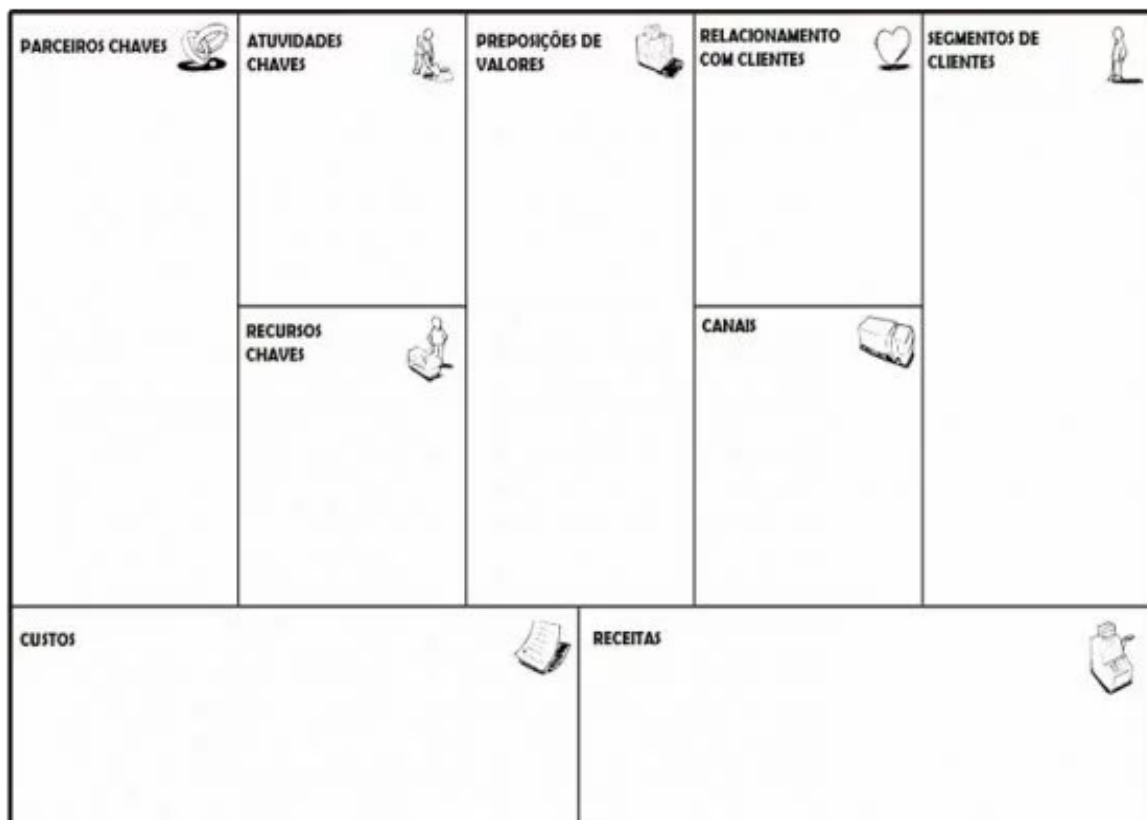 PARCEIROS CHAVES
ATUVIDADES
CHAVES
PREPOSIÇÕES DE
VALORES
RELACIONAMENTO
COM CLIENTES
SEGMENTOS DE
CLIENTES
RECURSOS
CHAVES
CANAIS
CUSTOS
RECEITAS